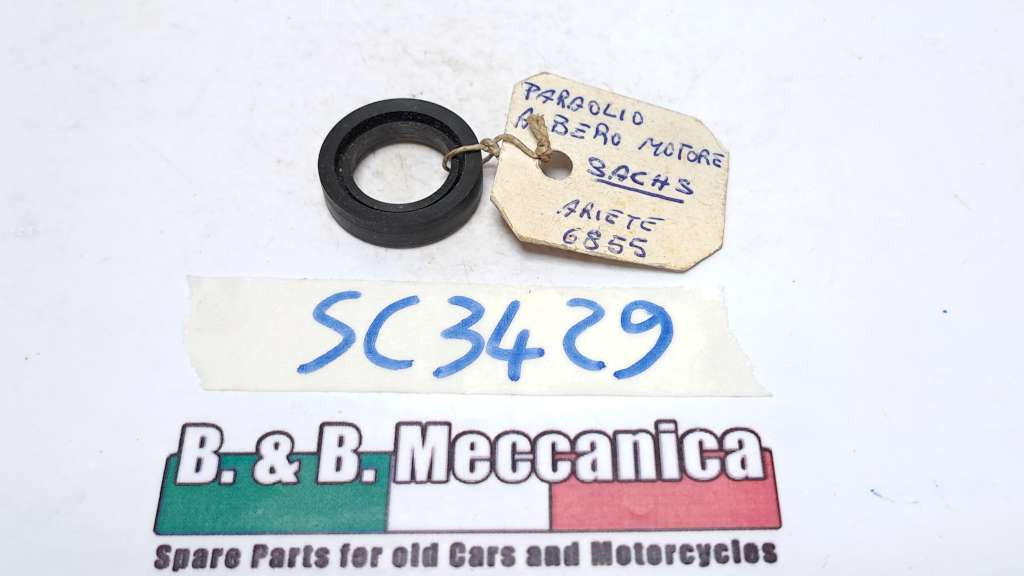 PARAOLIO
ALBERO MOTORE
SACHS
ARIETE
6855
SC3429
B. & B. Meccanica
Spare Parts for old Cars and Motorcycles